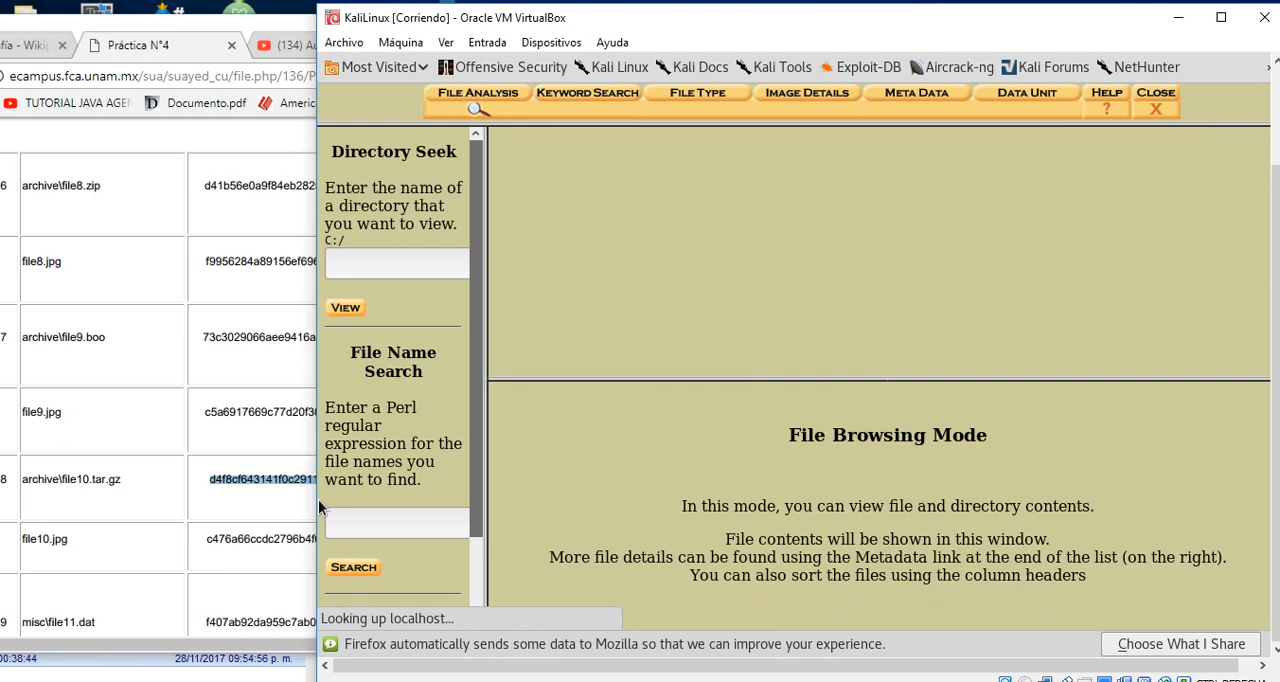 KaliLinux [Corriendo] - Oracle VM VirtualBox
Archivo Máquina Ver Entrada Dispositivos Ayuda
Most Visited Offensive Security Kali Linux Kali Docs Kali Tools Exploit-DB Aircrack-ng Kali Forums NetHunter
FILE ANALYSIS KEYWORD SEARCH FILE TYPE IMAGE DETAILS META DATA DATA UNIT HELP CLOSE
? X
Directory Seek
Enter the name of
a directory that
you want to view.
C:/
VIEW
File Name
Search
Enter a Perl
regular
expression for the
file names you
want to find.
SEARCH
File Browsing Mode
In this mode, you can view file and directory contents.
File contents will be shown in this window.
More file details can be found using the Metadata link at the end of the list (on the right).
You can also sort the files using the column headers
Looking up localhost...
Firefox automatically sends some data to Mozilla so that we can improve your experience. Choose What I Share
fía - Wiki Práctica N°4 (134) Au
ecampus.fca.unam.mx/sua/suayed_cu/file.php/136/P
TUTORIAL JAVA AGEN Documento.pdf Americ
6 archive\file8.zip d41b56e0a9f84eb282
file8.jpg f9956284a89156ef696
7 archive\file9.boo 73c3029066aee9416a
file9.jpg c5a6917669c77d20f3
8 archive\file10.tar.gz d4f8cf643141f0c2911
file10.jpg c476a66ccdc2796b4f
9 misc\file11.dat f407ab92da959c7ab0
00:38:44 28/11/2017 09:54:56 p. m.